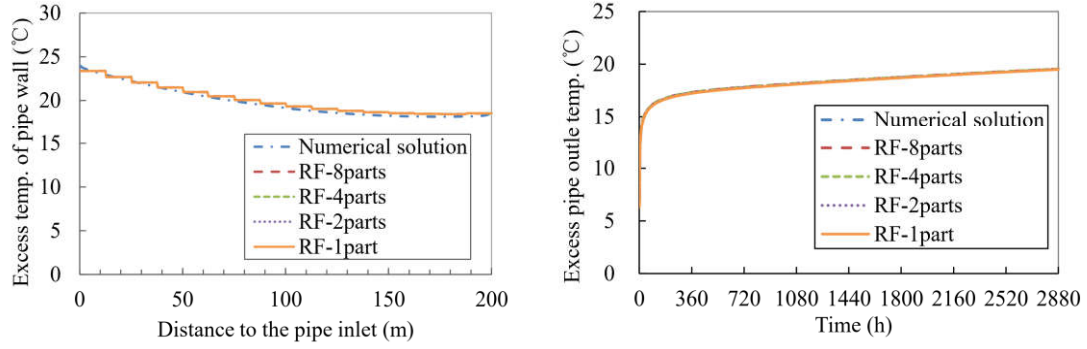 Excess temp. of pipe wall (℃)
30
25
20
15
10
5
0
Numerical solution
RF-8parts
RF-4parts
RF-2parts
RF-1part
0 50 100 150 200
Distance to the pipe inlet (m)
Excess pipe outle temp. (℃)
25
20
15
10
5
0
Numerical solution
RF-8parts
RF-4parts
RF-2parts
RF-1part
0 360 720 1080 1440 1800 2160 2520 2880
Time (h)